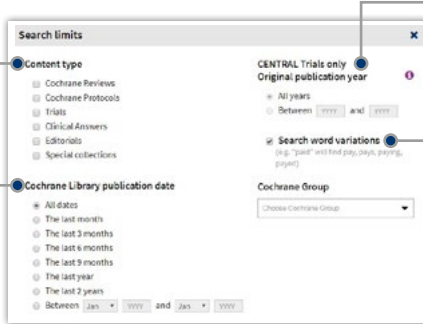 Search limits
×
Content type
Cochrane Reviews
Cochrane Protocols
Trials
Clinical Answers
Editorials
Special collections
Cochrane Library publication date
All dates
The last month
The last 3 months
The last 6 months
The last 9 months
The last year
The last 2 years
Between Jan YYYY and Jan YYYY
CENTRAL Trials only
Original publication year
All years
Between YYYY and YYYY
Search word variations
(e.g. "paid" will find pay, pays, paying,
payed)
Cochrane Group
Choose Cochrane Group